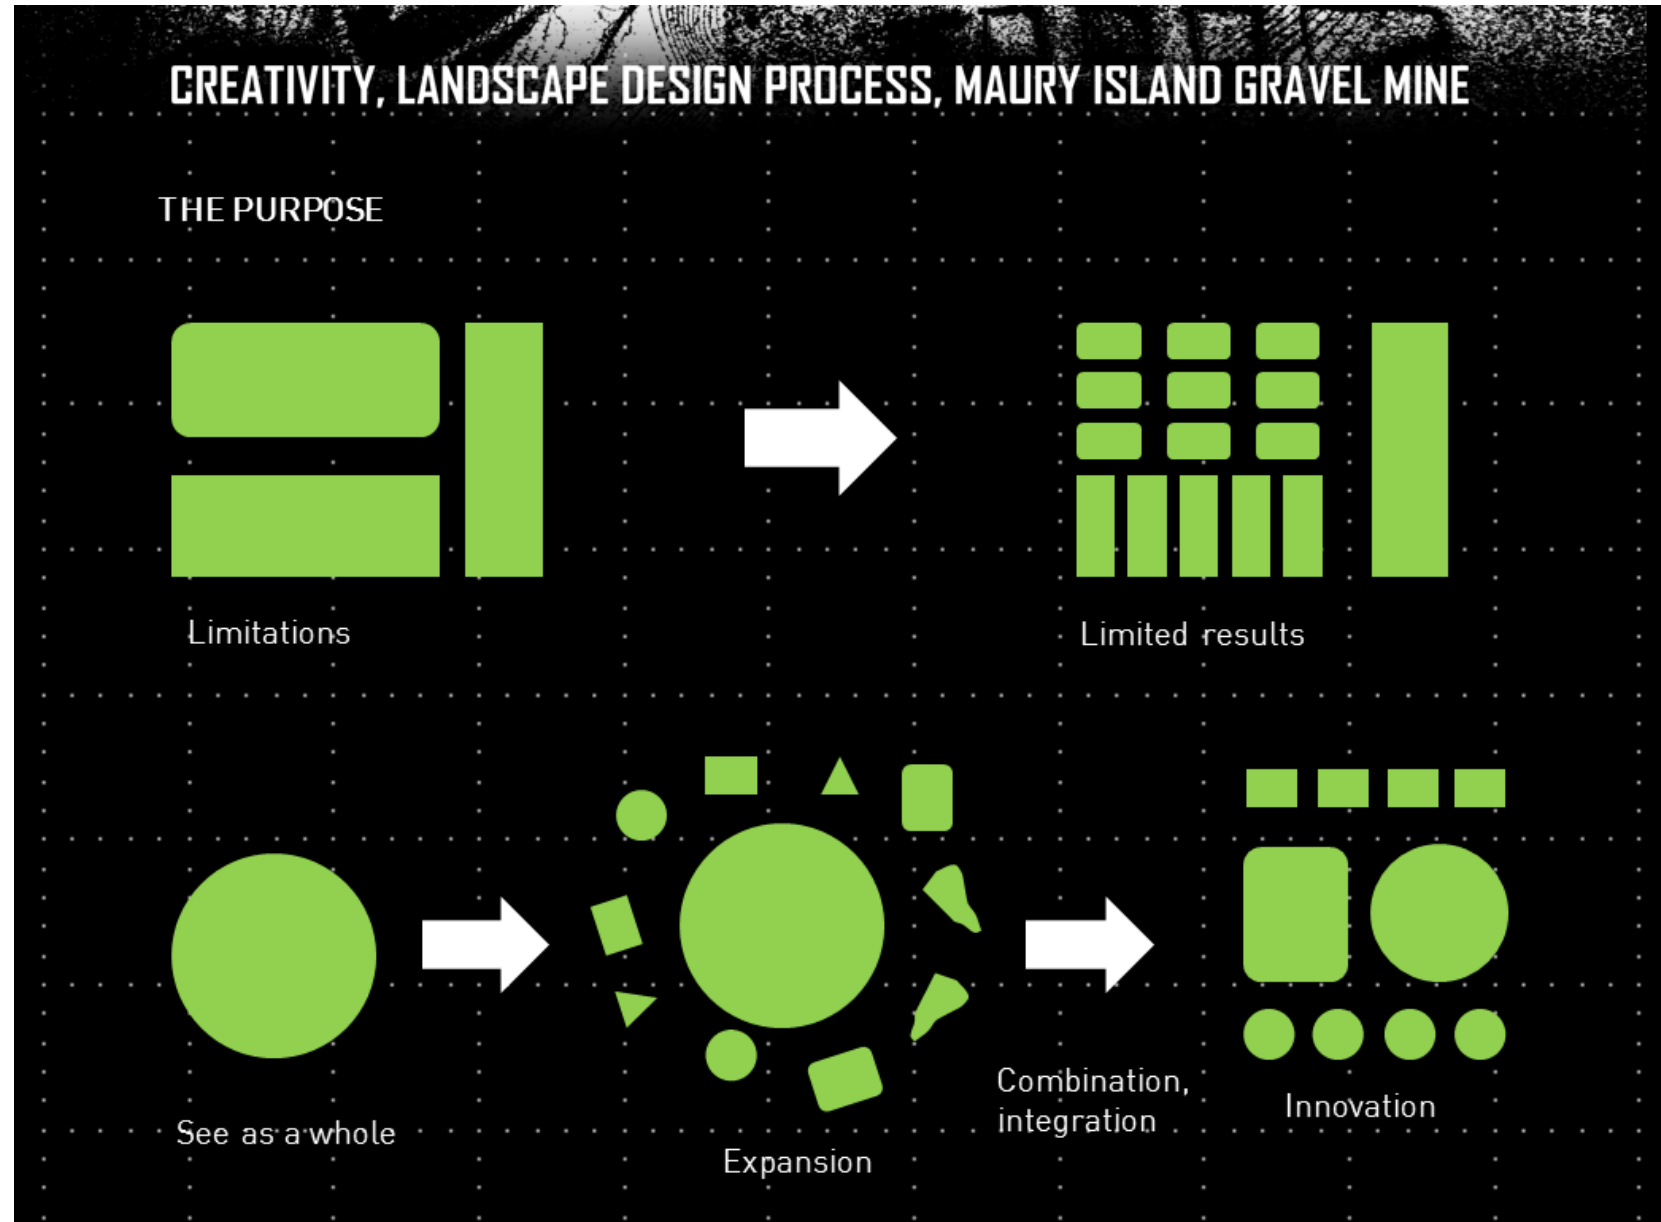 CREATIVITY, LANDSCAPE DESIGN PROCESS, MAURY ISLAND GRAVEL MINE
THE PURPOSE
Limitations
Limited results
See as a whole
Expansion
Combination,
integration
Innovation